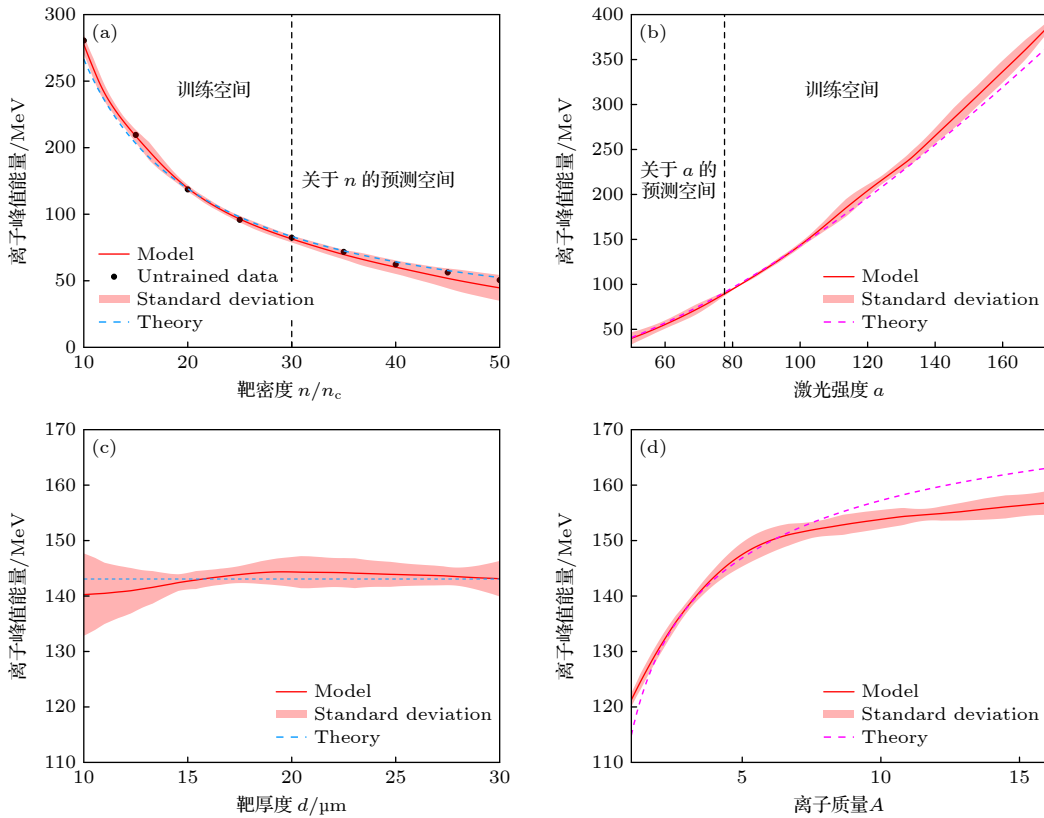 (a)
训练空间
关于 n 的预测空间
Model
Untrained data
Standard deviation
Theory
离子峰值能量/MeV
0
50
100
150
200
250
300
10
20
30
40
50
靶密度 n/nc
(b)
训练空间
关于 a 的
预测空间
Model
Standard deviation
Theory
离子峰值能量/MeV
50
100
150
200
250
300
350
400
60
80
100
120
140
160
激光强度 a
(c)
Model
Standard deviation
Theory
离子峰值能量/MeV
110
120
130
140
150
160
170
10
15
20
25
30
靶厚度 d/μm
(d)
Model
Standard deviation
Theory
离子峰值能量/MeV
110
120
130
140
150
160
170
5
10
15
离子质量A